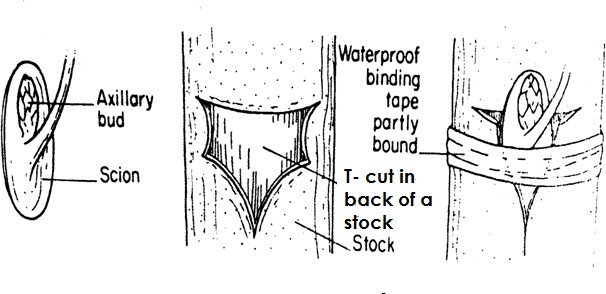 Axillary
bud
Scion
Waterproof
binding
tape
partly
bound
T- cut in
back of a
stock
Stock